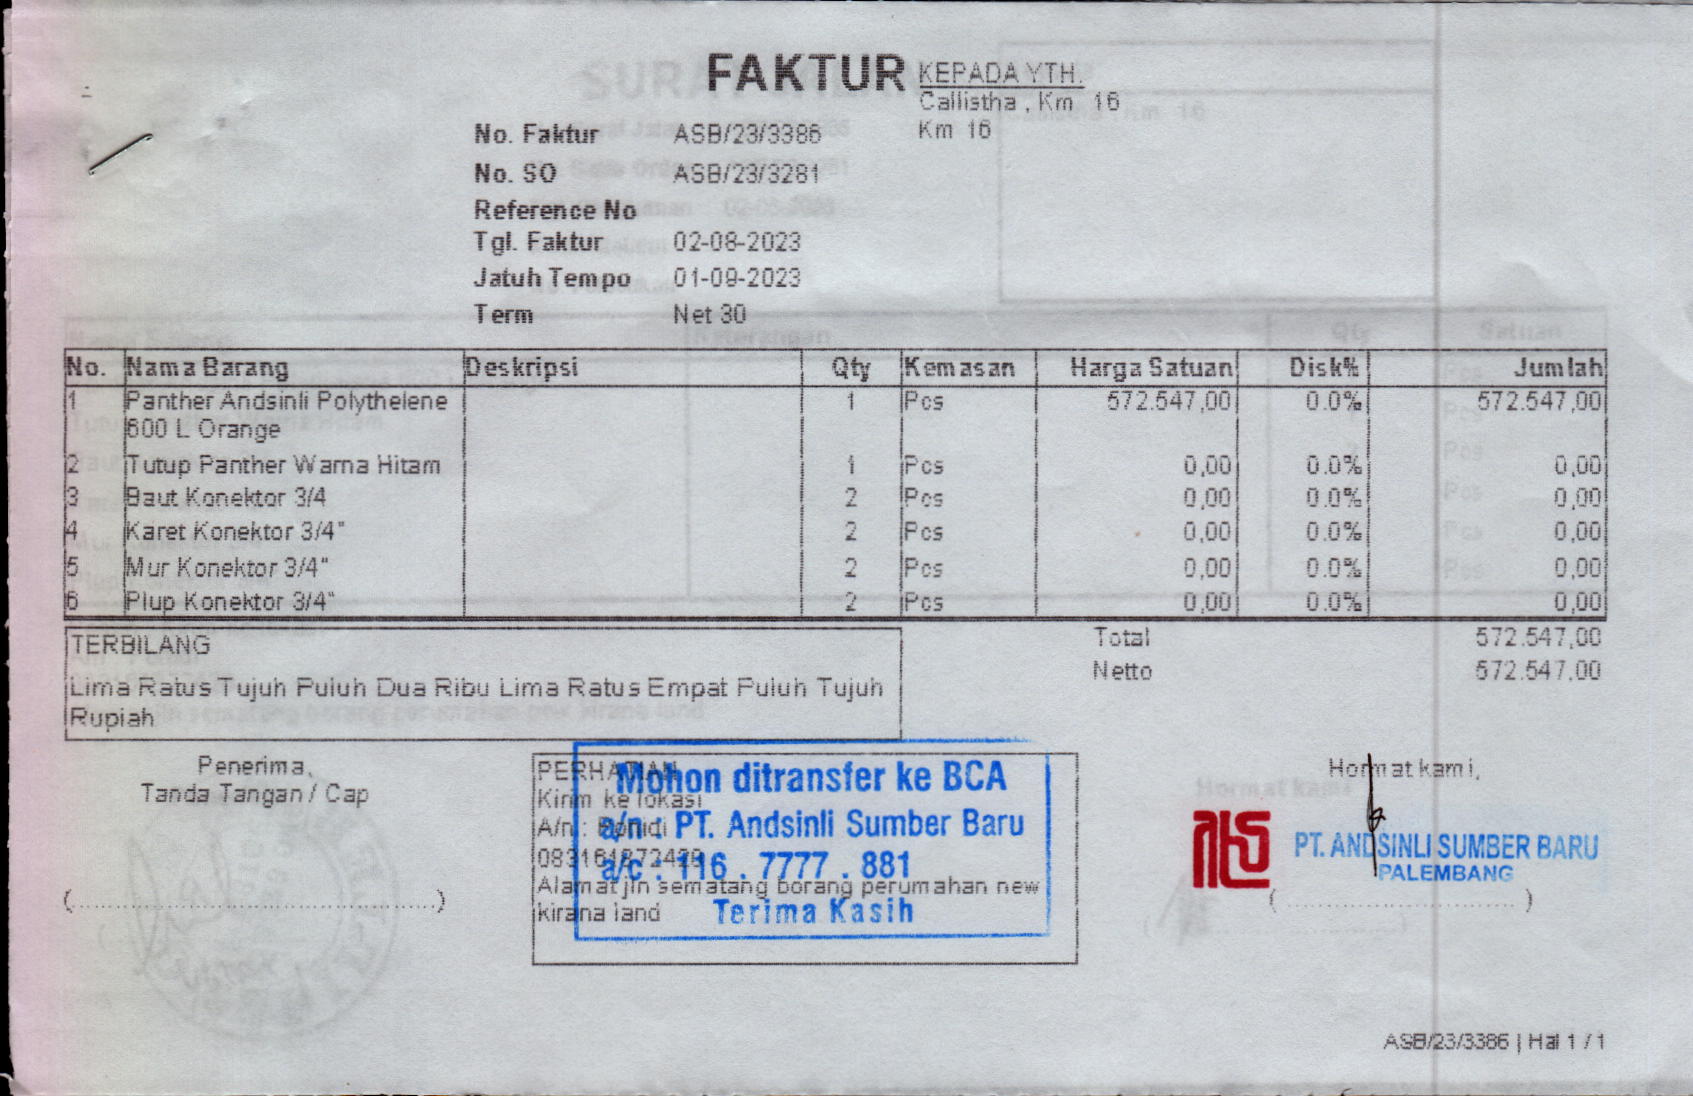 FAKTUR
KEPADA YTH.
Callistha , Km 16
Km 16
No. Faktur ASB/23/3386
No. SO ASB/23/3281
Reference No
Tgl. Faktur 02-08-2023
Jatuh Tempo 01-09-2023
Term Net 30
No. Nama Barang Deskripsi Qty Kemasan Harga Satuan Disk% Jumlah
1 Panther Andsinli Polythelene 1 Pcs 572.547,00 0.0% 572.547,00
600 L Orange
2 Tutup Panther Warna Hitam 1 Pcs 0,00 0.0% 0,00
3 Baut Konektor 3/4 2 Pcs 0,00 0.0% 0,00
4 Karet Konektor 3/4" 2 Pcs 0,00 0.0% 0,00
5 Mur Konektor 3/4" 2 Pcs 0,00 0.0% 0,00
6 Plup Konektor 3/4" 2 Pcs 0,00 0.0% 0,00
TERBILANG
Lima Ratus Tujuh Puluh Dua Ribu Lima Ratus Empat Puluh Tujuh
Rupiah
Total 572.547,00
Netto 572.547,00
Penerima,
Tanda Tangan / Cap
(..................................................)
PERHATIAN
Kirim ke lokasi
A/n :
Alamat jln sematang borang perumahan new
kirana land
Mohon ditransfer ke BCA
a/n : PT. Andsinli Sumber Baru
a/c : 116 . 7777 . 881
Terima Kasih
Hormat kami,
PT. ANDSINLI SUMBER BARU
PALEMBANG
(..................................)
ASB/23/3386 | Hal 1 / 1